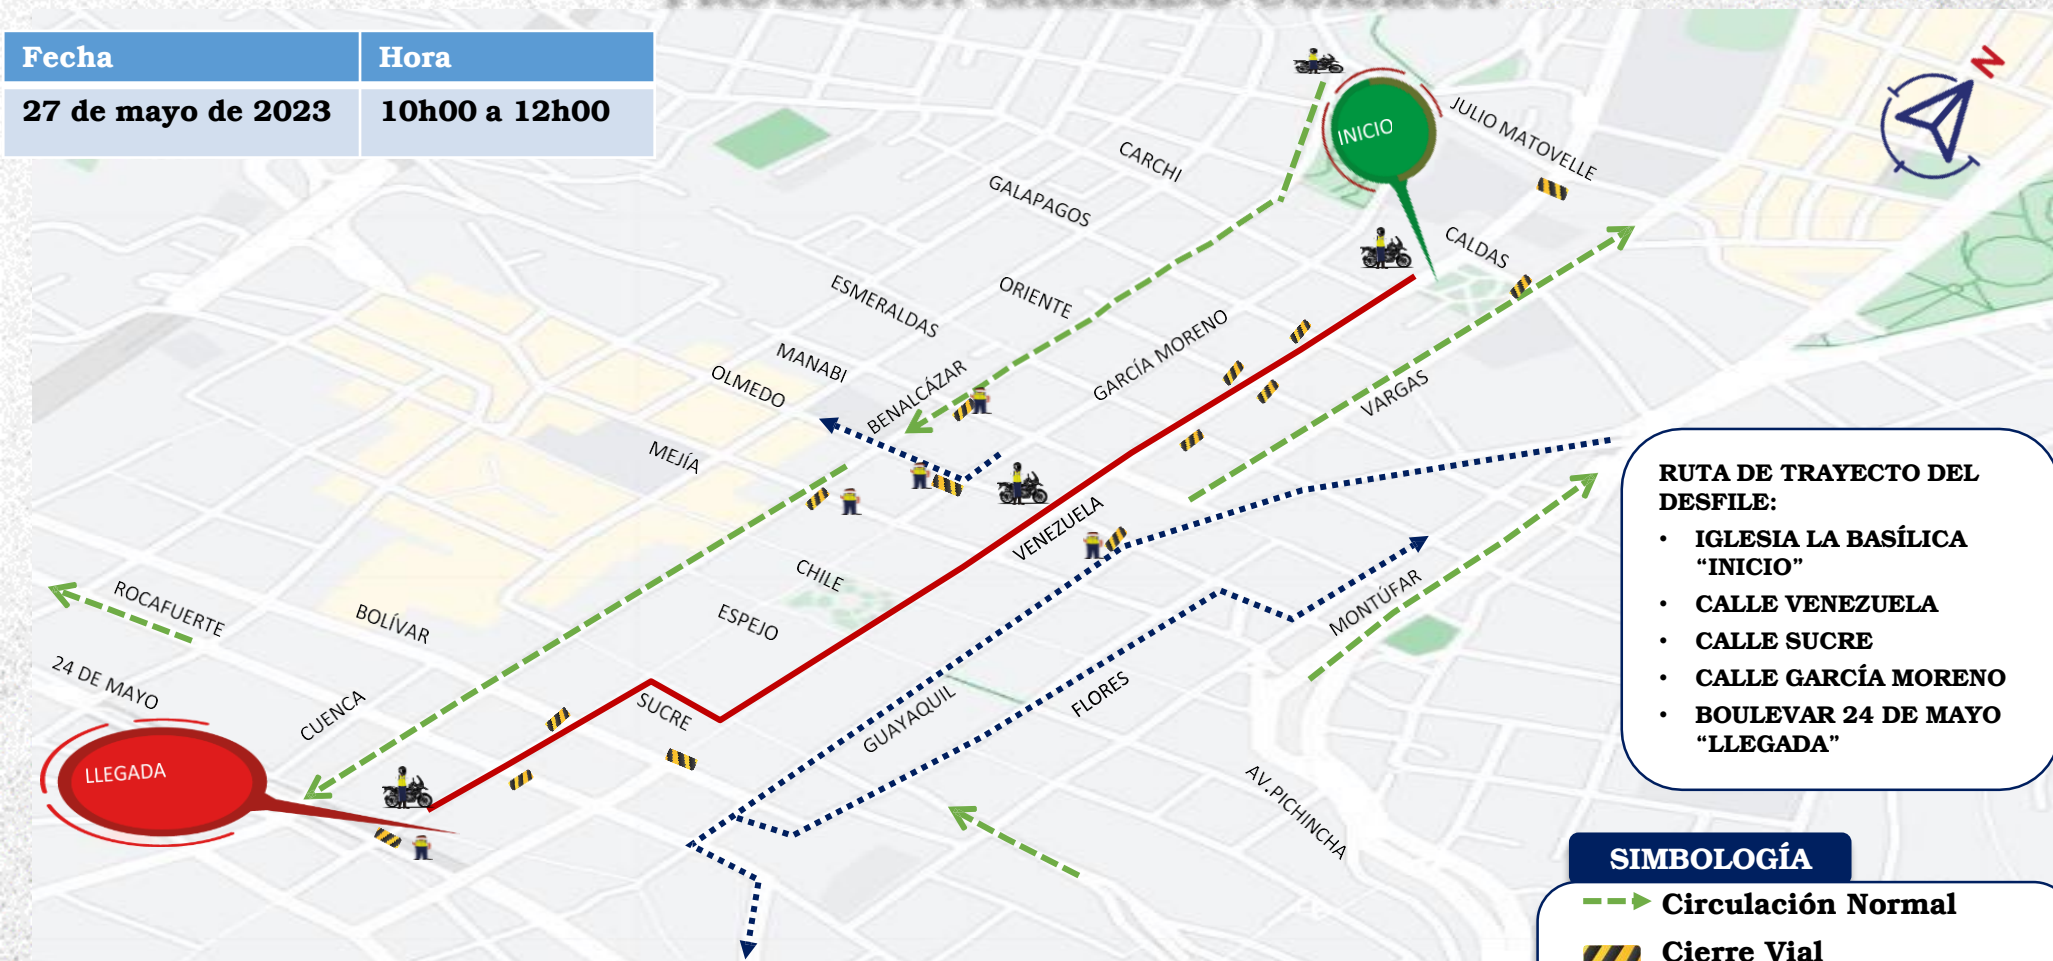 Fecha
Hora
27 de mayo de 2023
10h00 a 12h00
N
INICIO
JULIO MATOVELLE
CARCHI
GALAPAGOS
CALDAS
ESMERALDAS
ORIENTE
GARCÍA MORENO
MANABI
OLMEDO
BENALCÁZAR
VARGAS
MEJÍA
VENEZUELA
CHILE
ESPEJO
ROCAFUERTE
BOLÍVAR
MONTÚFAR
24 DE MAYO
CUENCA
SUCRE
GUAYAQUIL
FLORES
AV.PICHINCHA
LLEGADA
RUTA DE TRAYECTO DEL
DESFILE:
• IGLESIA LA BASÍLICA
“INICIO”
• CALLE VENEZUELA
• CALLE SUCRE
• CALLE GARCÍA MORENO
• BOULEVAR 24 DE MAYO
“LLEGADA”
SIMBOLOGÍA
Circulación Normal
Cierre Vial